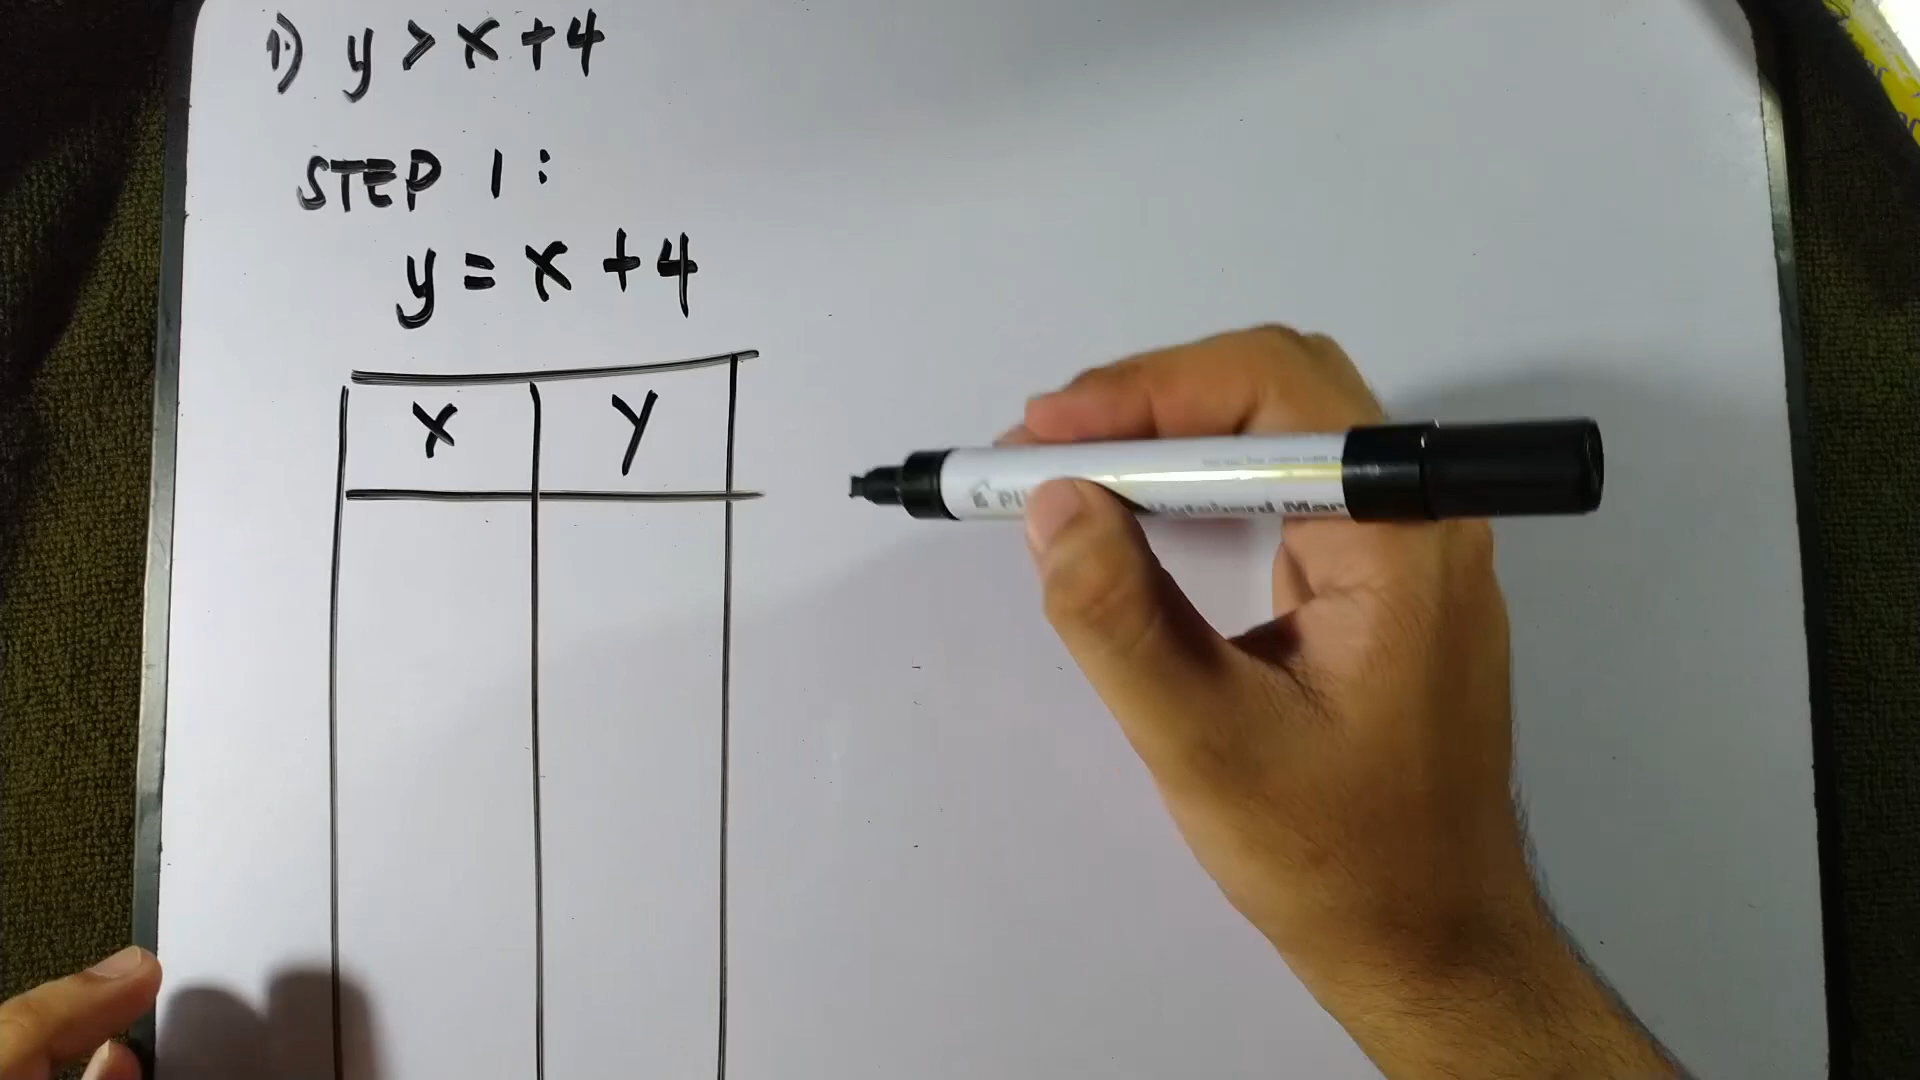 1.) y > x + 4
STEP 1 :
y = x + 4
x y